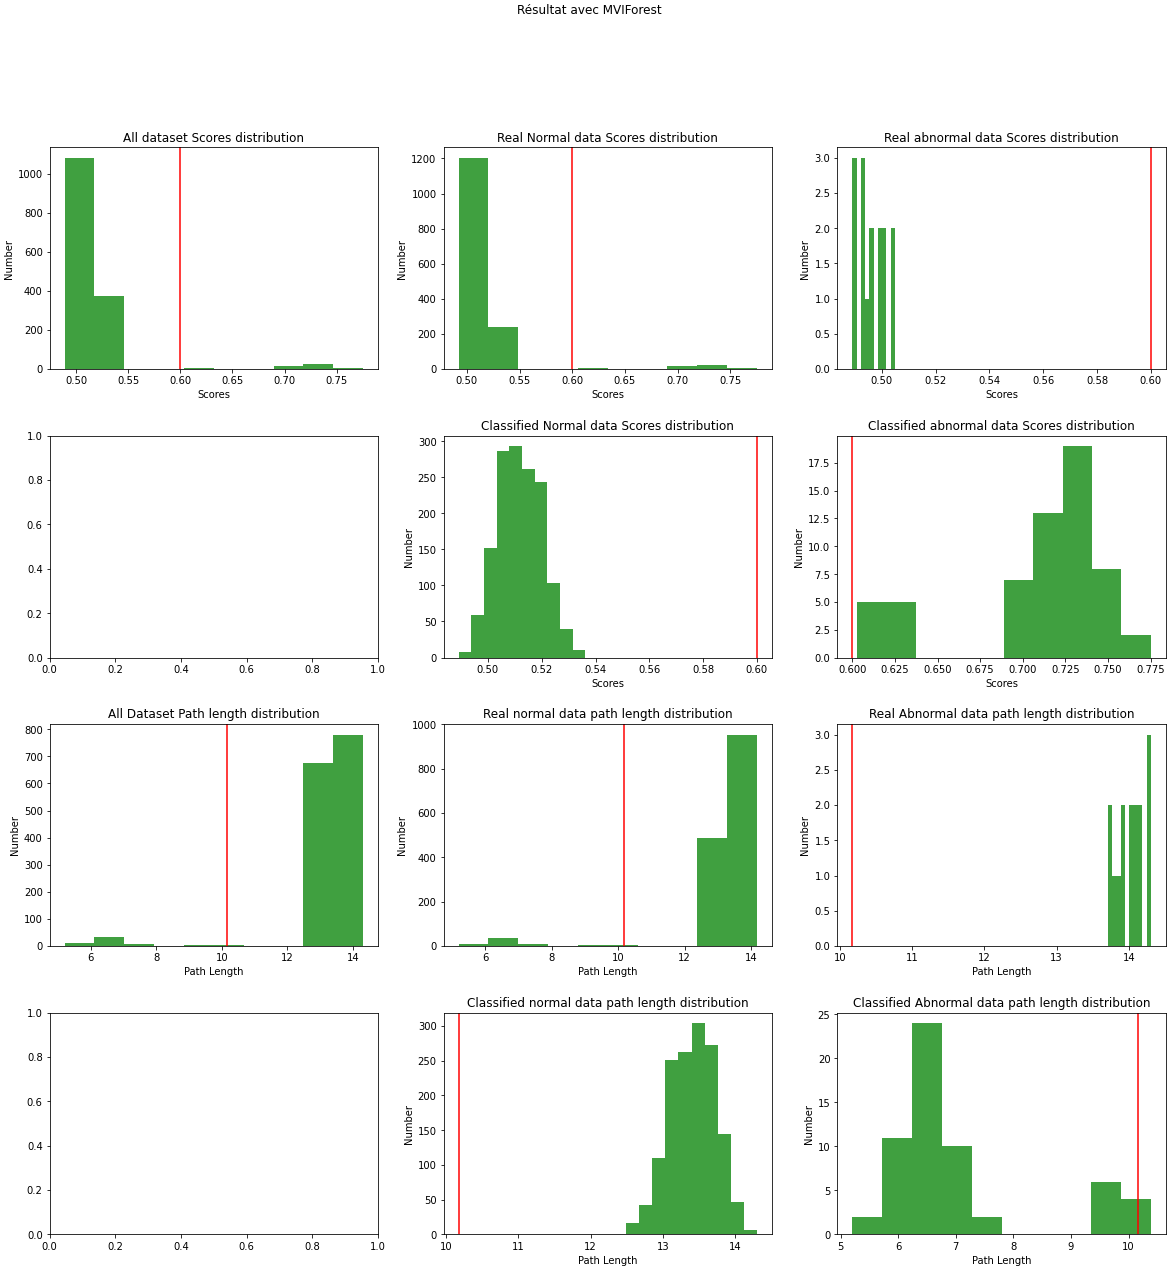 Résultat avec MVIForest
All dataset Scores distribution
Number
1000
800
600
400
200
0
0.50 0.55 0.60 0.65 0.70 0.75
Scores
Real Normal data Scores distribution
Number
1200
1000
800
600
400
200
0
0.50 0.55 0.60 0.65 0.70 0.75
Scores
Real abnormal data Scores distribution
Number
3.0
2.5
2.0
1.5
1.0
0.5
0.0
0.50 0.52 0.54 0.56 0.58 0.60
Scores
1.0
0.8
0.6
0.4
0.2
0.0
0.0 0.2 0.4 0.6 0.8 1.0
Classified Normal data Scores distribution
Number
300
250
200
150
100
50
0
0.50 0.52 0.54 0.56 0.58 0.60
Scores
Classified abnormal data Scores distribution
Number
17.5
15.0
12.5
10.0
7.5
5.0
2.5
0.0
0.600 0.625 0.650 0.675 0.700 0.725 0.750 0.775
Scores
All Dataset Path length distribution
Number
800
700
600
500
400
300
200
100
0
6 8 10 12 14
Path Length
Real normal data path length distribution
Number
1000
800
600
400
200
0
6 8 10 12 14
Path Length
Real Abnormal data path length distribution
Number
3.0
2.5
2.0
1.5
1.0
0.5
0.0
10 11 12 13 14
Path Length
1.0
0.8
0.6
0.4
0.2
0.0
0.0 0.2 0.4 0.6 0.8 1.0
Classified normal data path length distribution
Number
300
250
200
150
100
50
0
10 11 12 13 14
Path Length
Classified Abnormal data path length distribution
Number
25
20
15
10
5
0
5 6 7 8 9 10
Path Length